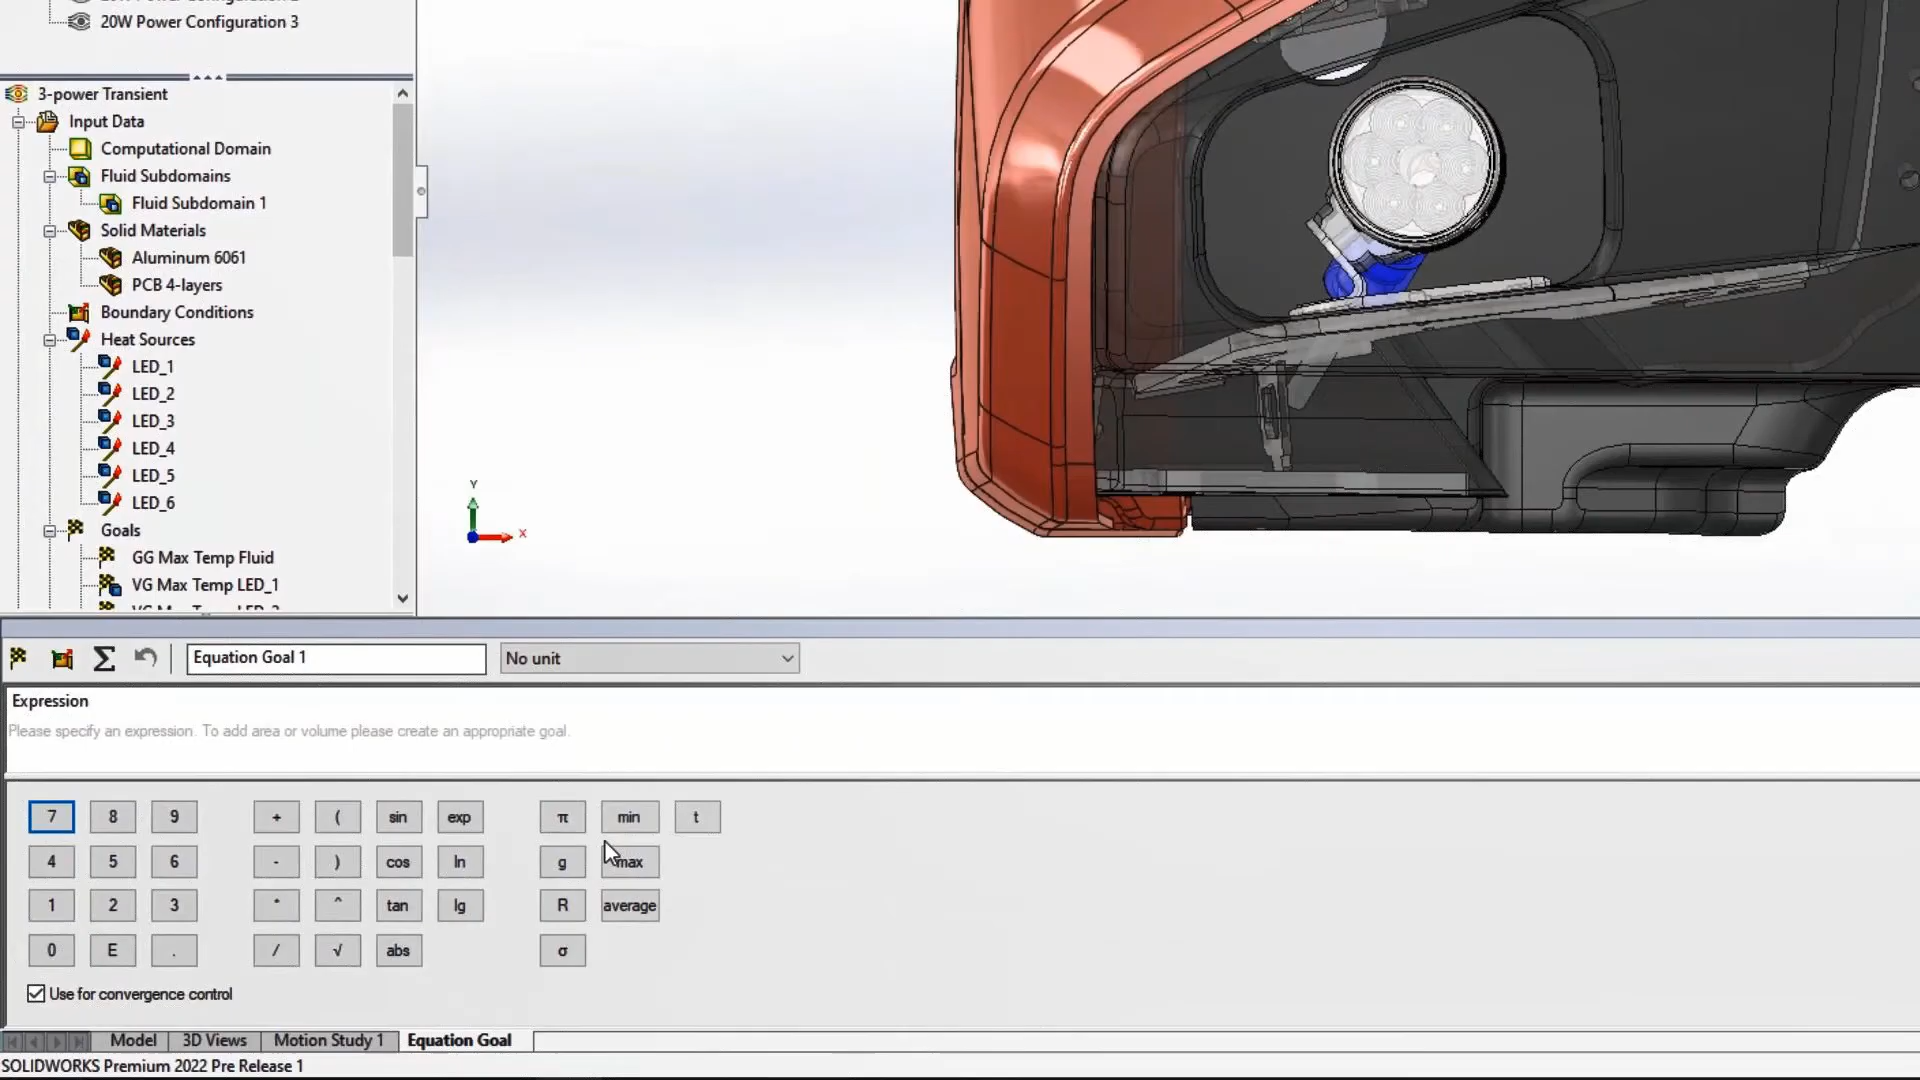 20W Power Configuration 3
3-power Transient
Input Data
Computational Domain
Fluid Subdomains
Fluid Subdomain 1
Solid Materials
Aluminum 6061
PCB 4-layers
Boundary Conditions
Heat Sources
LED_1
LED_2
LED_3
LED_4
LED_5
LED_6
Goals
GG Max Temp Fluid
VG Max Temp LED_1
Y
X
Equation Goal 1 No unit
Expression
Please specify an expression. To add area or volume please create an appropriate goal.
7 8 9 + ( sin exp π min t
4 5 6 - ) cos ln g max
1 2 3 * ^ tan lg R average
0 E . / √ abs σ
Use for convergence control
Model 3D Views Motion Study 1 Equation Goal
SOLIDWORKS Premium 2022 Pre Release 1